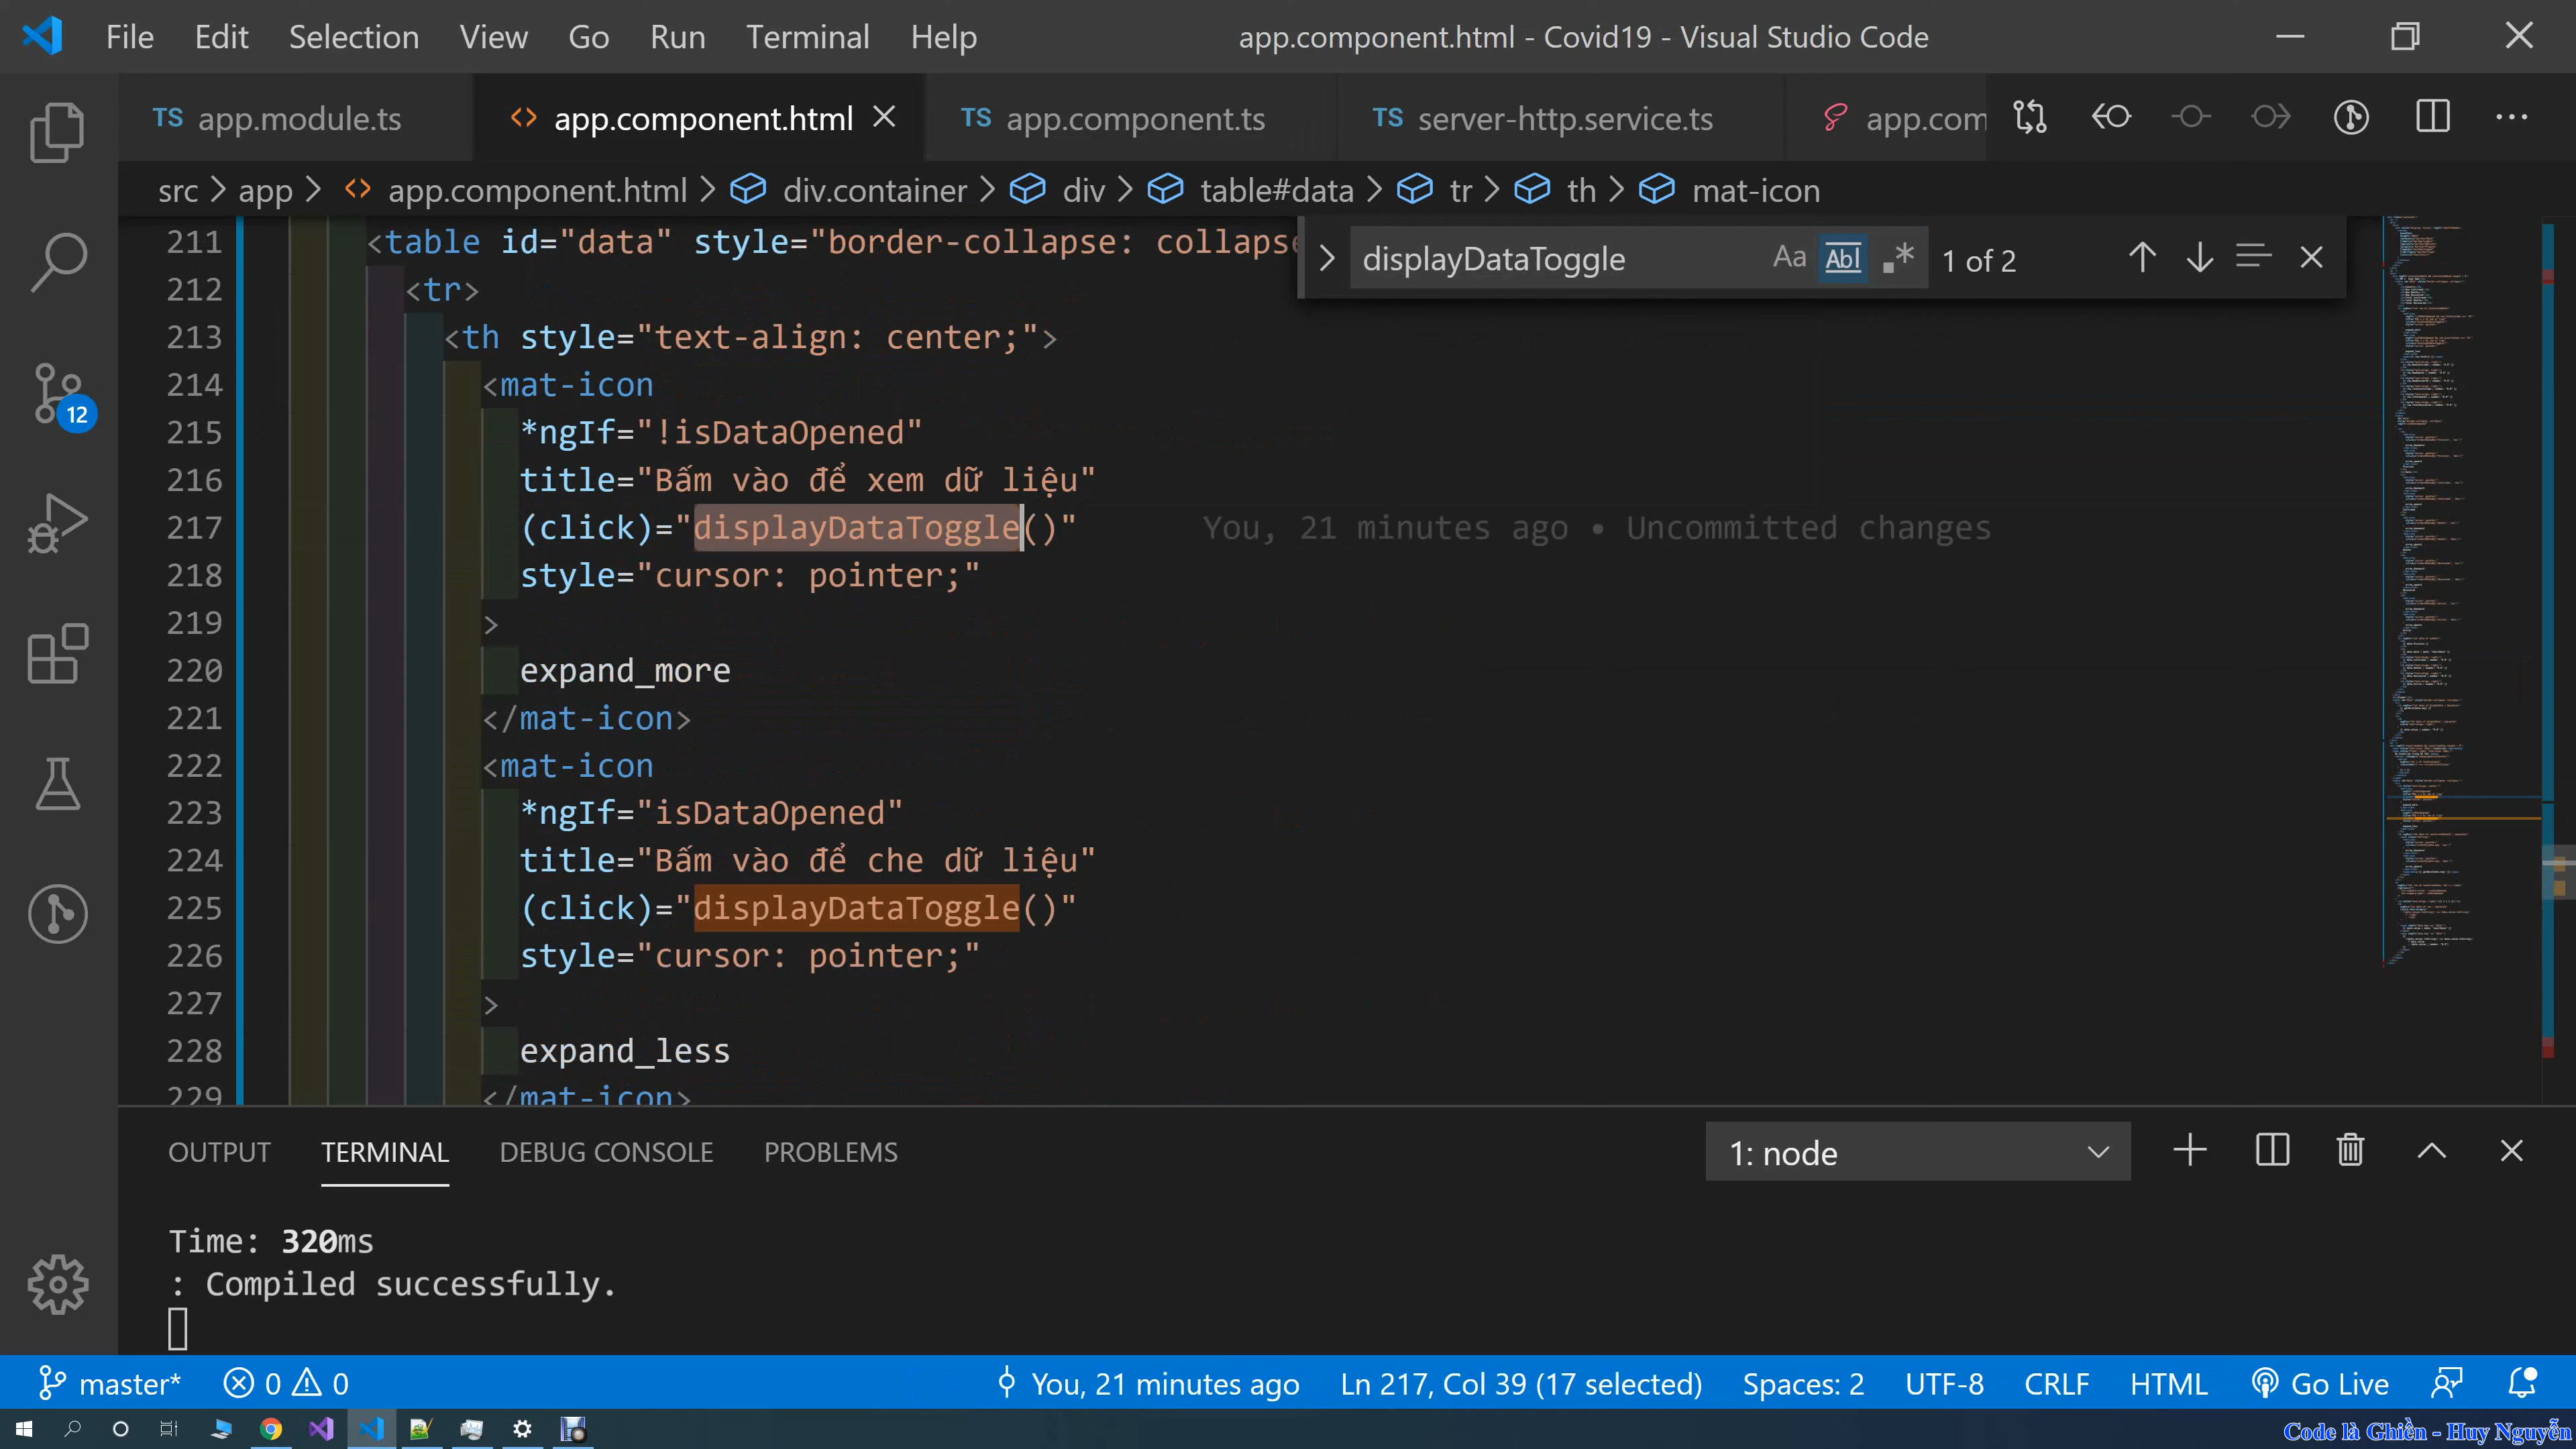 File Edit Selection View Go Run Terminal Help app.component.html - Covid19 - Visual Studio Code
TS app.module.ts <> app.component.html TS app.component.ts TS server-http.service.ts app.com
src > app > <> app.component.html > div.container > div > table#data > tr > th > mat-icon
displayDataToggle Aa Abl .* 1 of 2
211 <table id="data" style="border-collapse: collapse
212 <tr>
213 <th style="text-align: center;">
214 <mat-icon
215 *ngIf="!isDataOpened"
216 title="Bấm vào để xem dữ liệu"
217 (click)="displayDataToggle()" You, 21 minutes ago • Uncommitted changes
218 style="cursor: pointer;"
219 >
220 expand_more
221 </mat-icon>
222 <mat-icon
223 *ngIf="isDataOpened"
224 title="Bấm vào để che dữ liệu"
225 (click)="displayDataToggle()"
226 style="cursor: pointer;"
227 >
228 expand_less
229 </mat-icon>
12
OUTPUT TERMINAL DEBUG CONSOLE PROBLEMS 1: node
Time: 320ms
: Compiled successfully.
master* 0 0 You, 21 minutes ago Ln 217, Col 39 (17 selected) Spaces: 2 UTF-8 CRLF HTML Go Live
Code là Ghiền - Huy Nguyễn